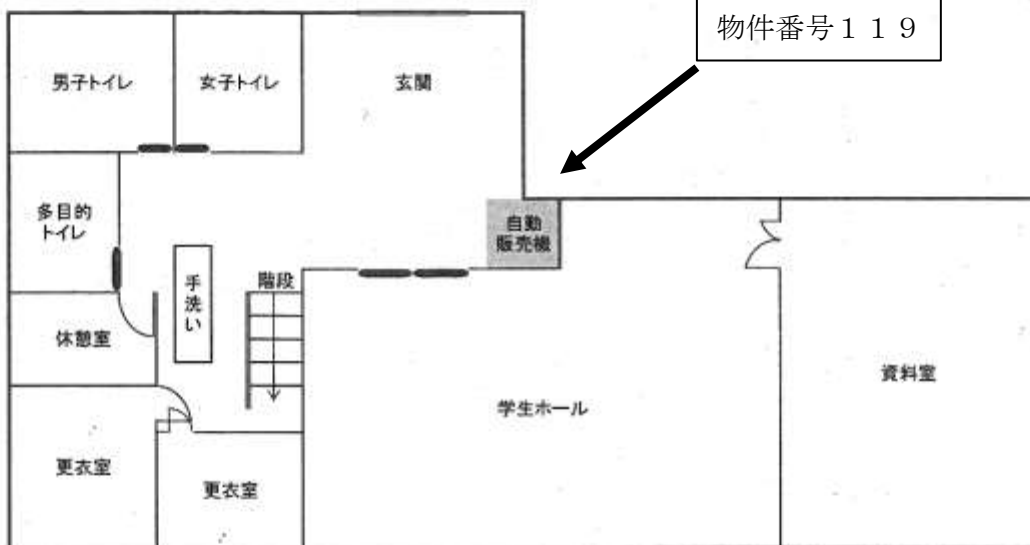 物件番号１１９
男子トイレ
女子トイレ
玄関
多目的
トイレ
自動
販売機
手洗い
階段
休憩室
学生ホール
資料室
更衣室
更衣室